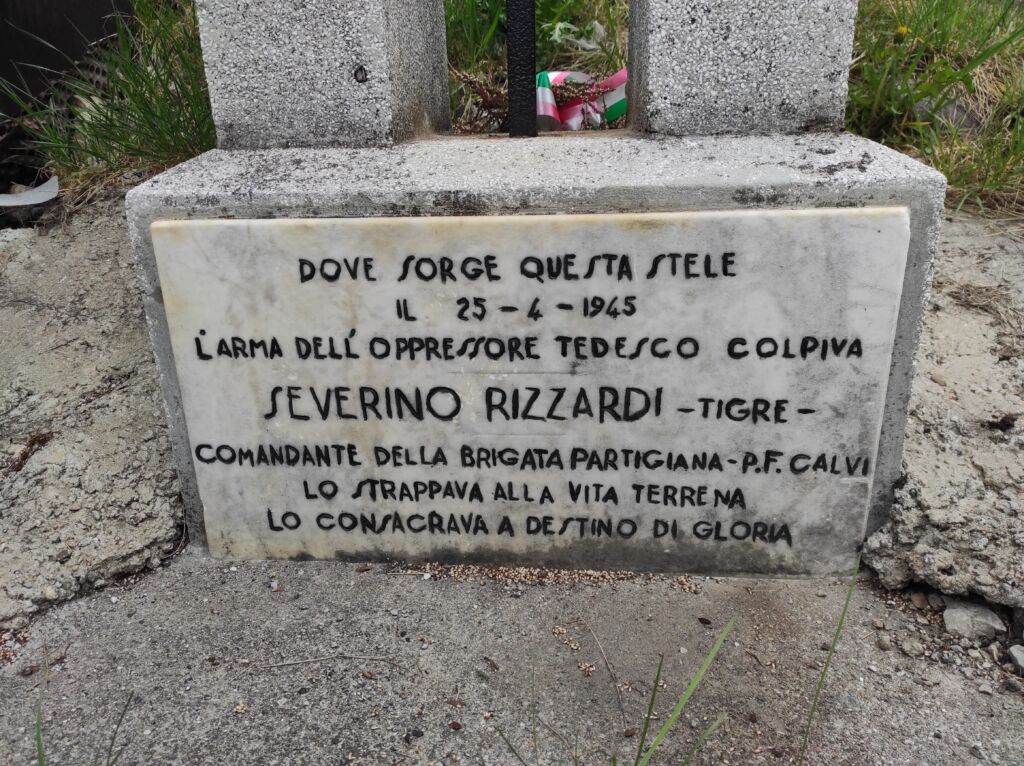 DOVE SORGE QUESTA STELE
IL 25-4-1945
L'ARMA DELL'OPPRESSORE TEDESCO COLPIVA
SEVERINO RIZZARDI -TIGRE-
COMANDANTE DELLA BRIGATA PARTIGIANA-P.F. CALVI
LO STRAPPAVA ALLA VITA TERRENA
LO CONSACRAVA A DESTINO DI GLORIA